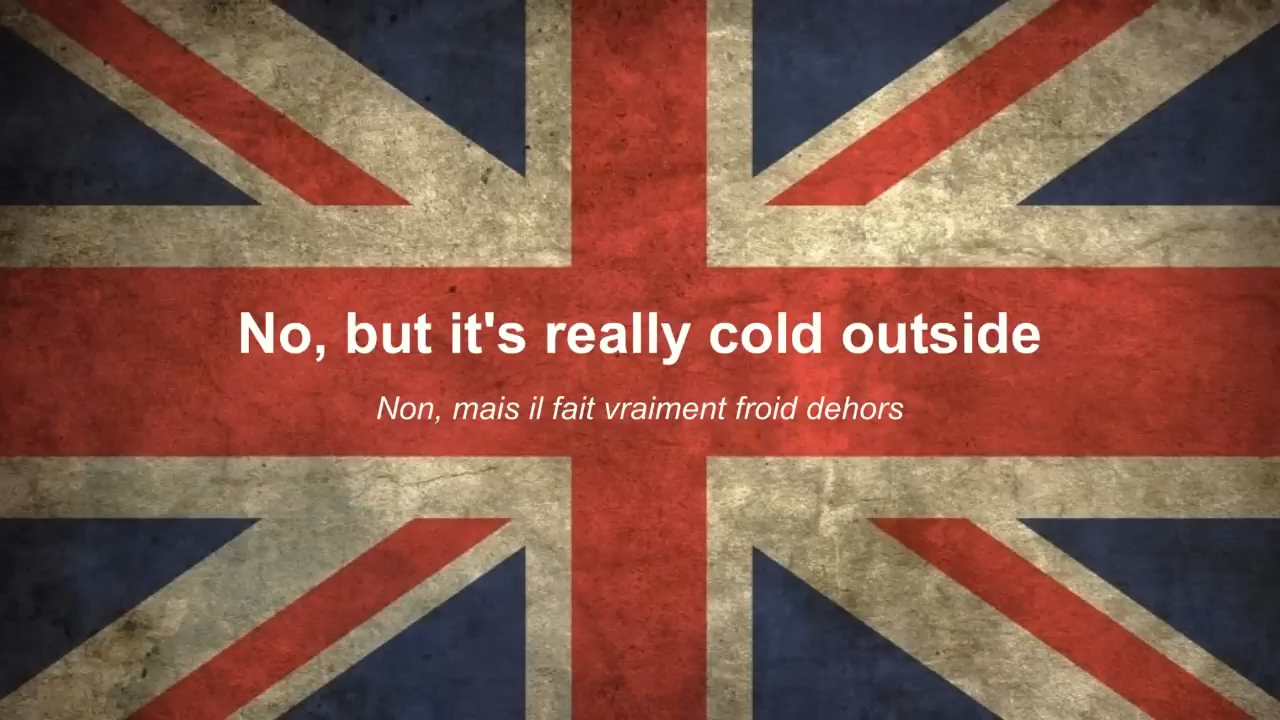 No, but it's really cold outside
Non, mais il fait vraiment froid dehors